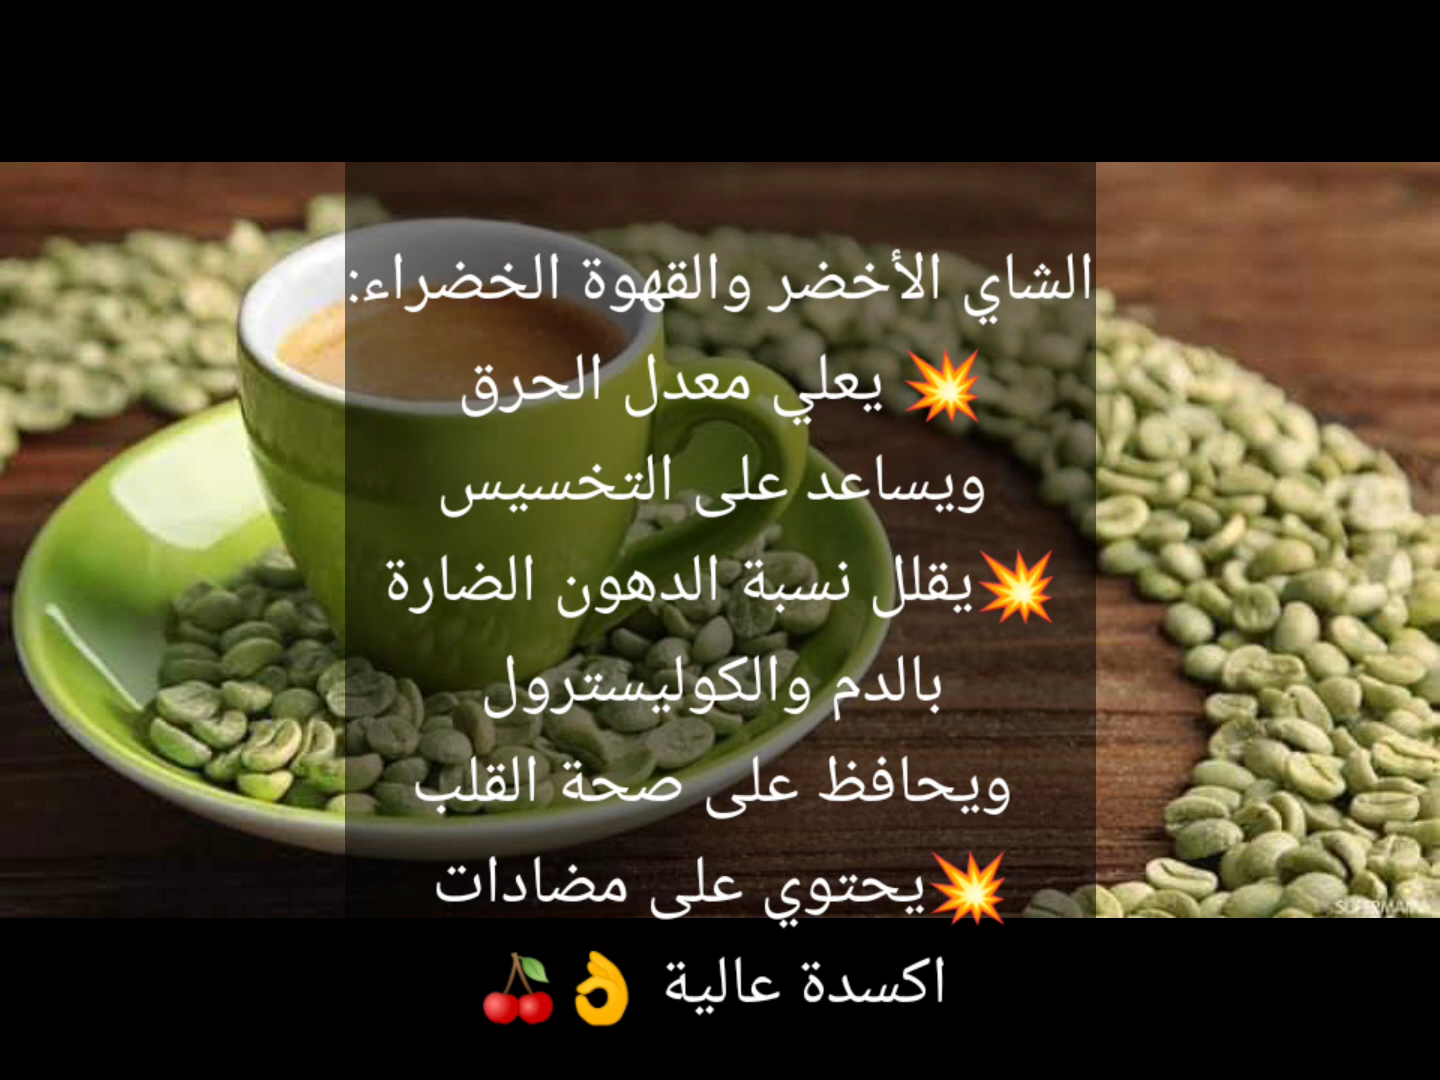 الشاي الأخضر والقهوة الخضراء:
💥 يعلي معدل الحرق
ويساعد على التخسيس
💥يقلل نسبة الدهون الضارة
بالدم والكوليسترول
ويحافظ على صحة القلب
💥يحتوي على مضادات
اكسدة عالية 👌🍒